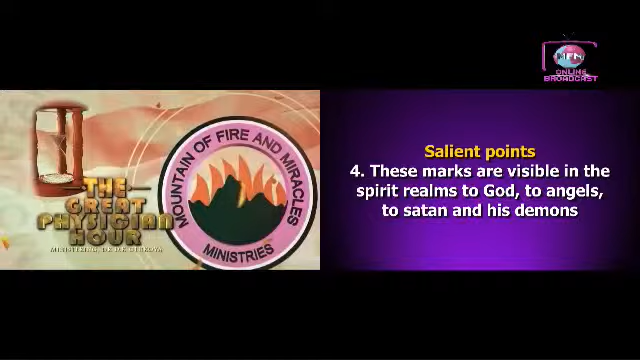 MFM
ONLINE
BROADCAST
THE
GREAT
PHYSICIAN
HOUR
MOUNTAIN OF FIRE AND MIRACLES
MINISTRIES
Salient points
4. These marks are visible in the
spirit realms to God, to angels,
to satan and his demons